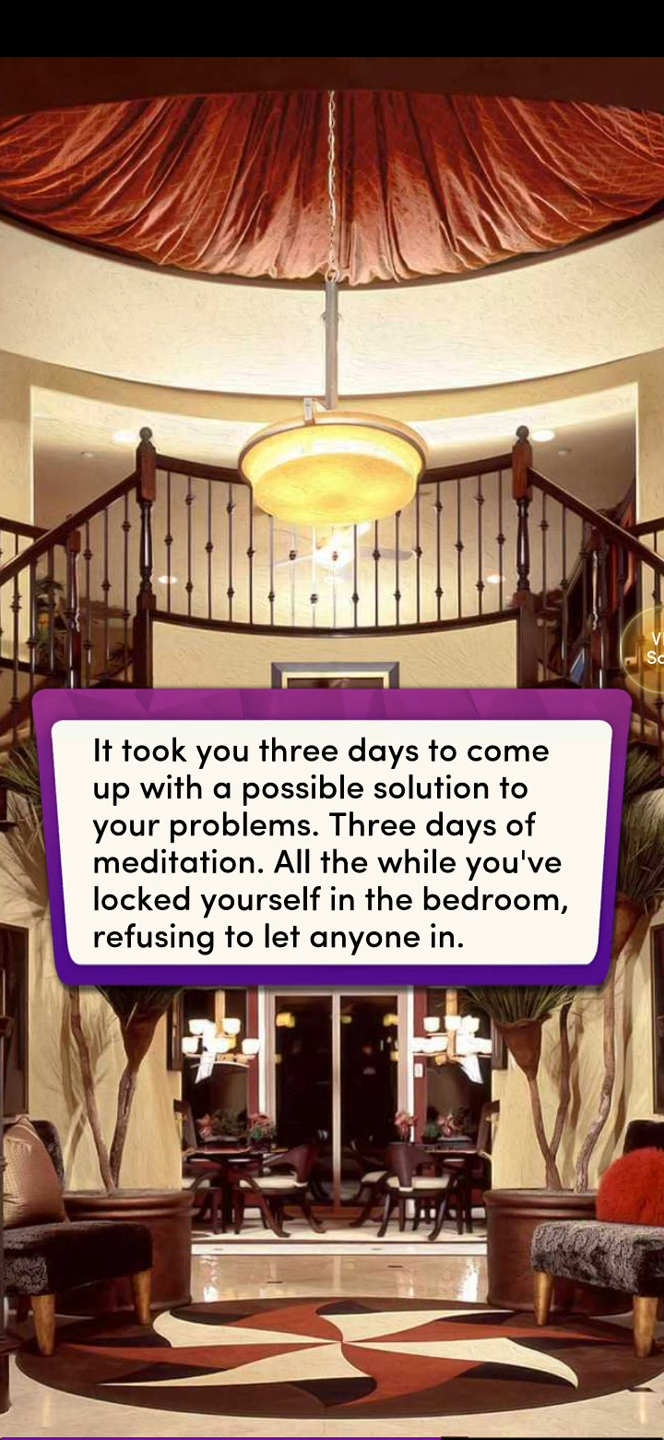 It took you three days to come
up with a possible solution to
your problems. Three days of
meditation. All the while you've
locked yourself in the bedroom,
refusing to let anyone in.